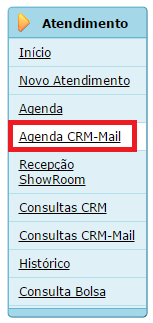 Atendimento
Início
Novo Atendimento
Agenda
Agenda CRM-Mail
Recepção
ShowRoom
Consultas CRM
Consultas CRM-Mail
Histórico
Consulta Bolsa